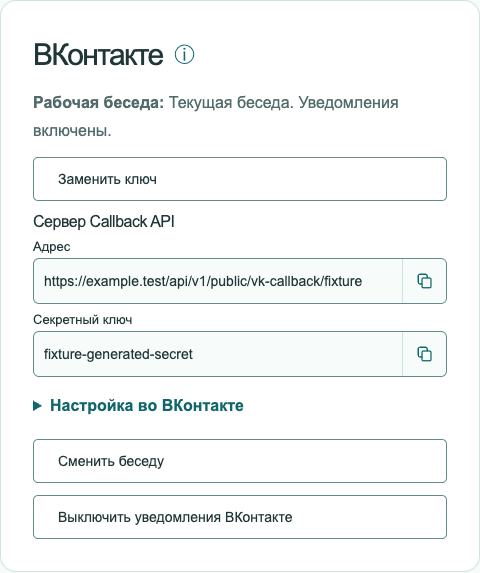 ВКонтакте
Рабочая беседа: Текущая беседа. Уведомления
включены.
Заменить ключ
Сервер Callback API
Адрес
https://example.test/api/v1/public/vk-callback/fixture
Секретный ключ
fixture-generated-secret
Настройка во ВКонтакте
Сменить беседу
Выключить уведомления ВКонтакте